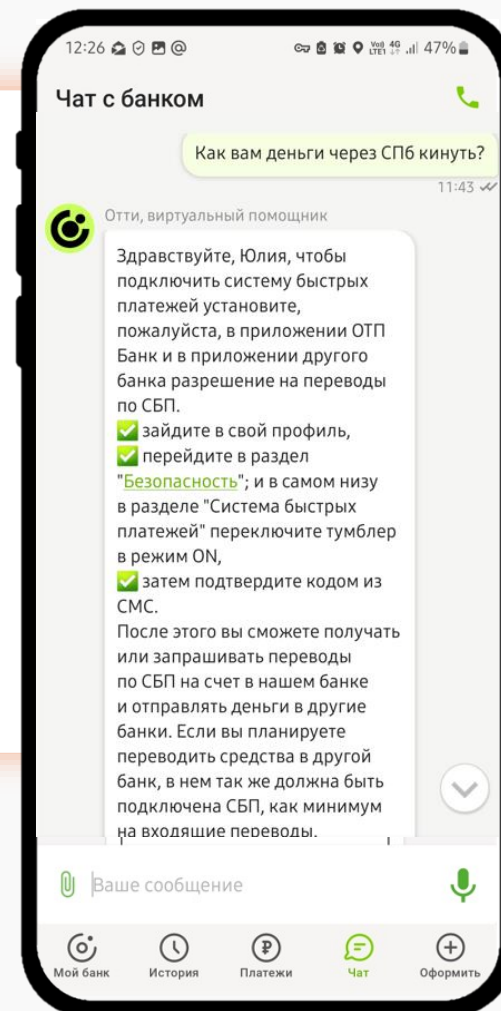 12:26
Vo9) 4G
LTE1
47%
Чат с банком
Как вам деньги через СПб кинуть?
11:43
Отти, виртуальный помощник
Здравствуйте, Юлия, чтобы
подключить систему быстрых
платежей установите,
пожалуйста, в приложении ОТП
Банк и в приложении другого
банка разрешение на переводы
по СБП.
✅ зайдите в свой профиль,
✅ перейдите в раздел
"Безопасность"; и в самом низу
в разделе "Система быстрых
платежей" переключите тумблер
в режим ON,
✅ затем подтвердите кодом из
СМС.
После этого вы сможете получать
или запрашивать переводы
по СБП на счет в нашем банке
и отправлять деньги в другие
банки. Если вы планируете
переводить средства в другой
банк, в нем так же должна быть
подключена СБП, как минимум
на входящие переводы.
Ваше сообщение
Мой банк
История
Платежи
Чат
Оформить